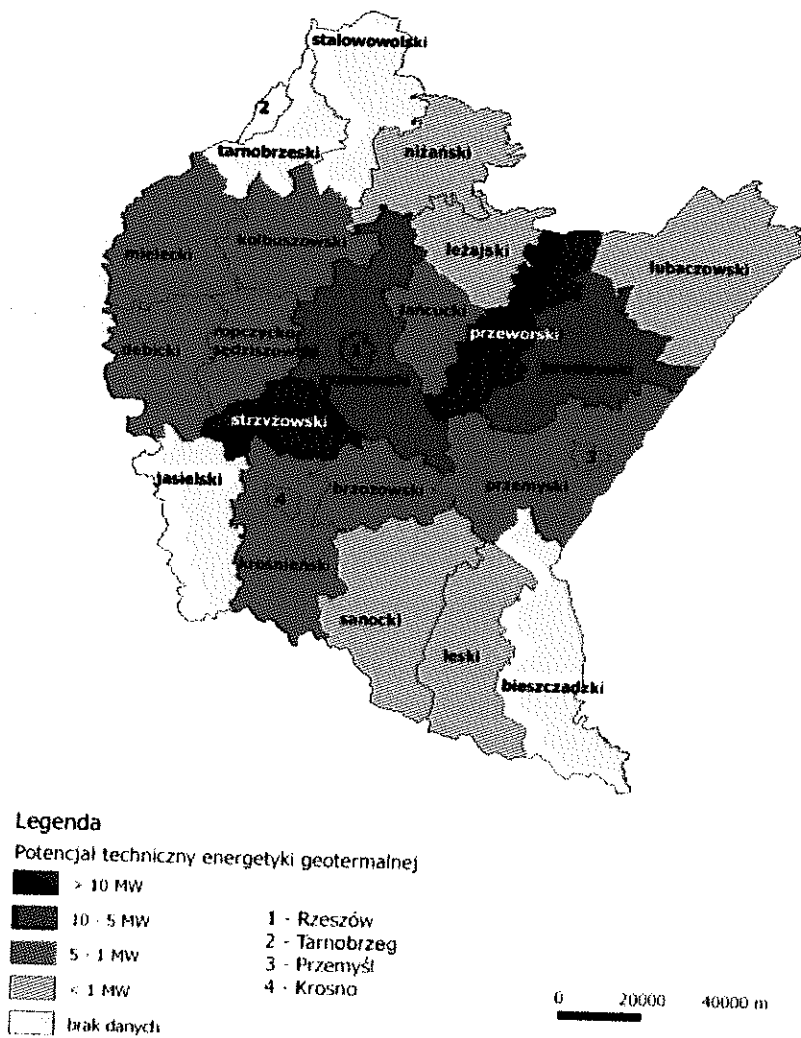 stalowowolski
2
tarnobrzeski
niżański
kolbuszowski
mielecki
leżajski
lubaczowski
łańcucki
ropczycko-
sędziszowski
dębicki
1
przeworski
strzyżowski
jasielski
3
4
brzozowski
przemyski
krośnieński
sanocki
leski
bieszczadzki
Legenda
Potencjał techniczny energetyki geotermalnej
> 10 MW
10 - 5 MW
5 - 1 MW
< 1 MW
brak danych
1 - Rzeszów
2 - Tarnobrzeg
3 - Przemyśl
4 - Krosno
0 20000 40000 m